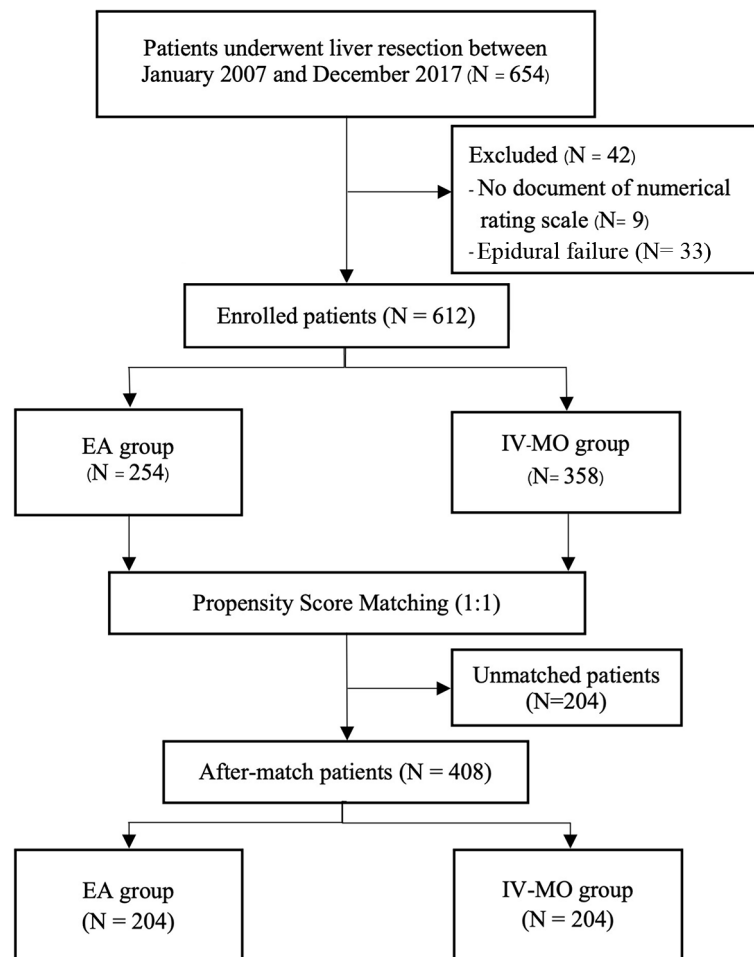 Patients underwent liver resection between
January 2007 and December 2017 (N = 654)
Excluded (N = 42)
- No document of numerical
rating scale (N= 9)
-Epidural failure (N= 33)
Enrolled patients (N = 612)
EA group
(N = 254)
IV-MO group
(N= 358)
Propensity Score Matching (1:1)
Unmatched patients
(N=204)
After-match patients (N = 408)
EA group
(N = 204)
IV-MO group
(N = 204)